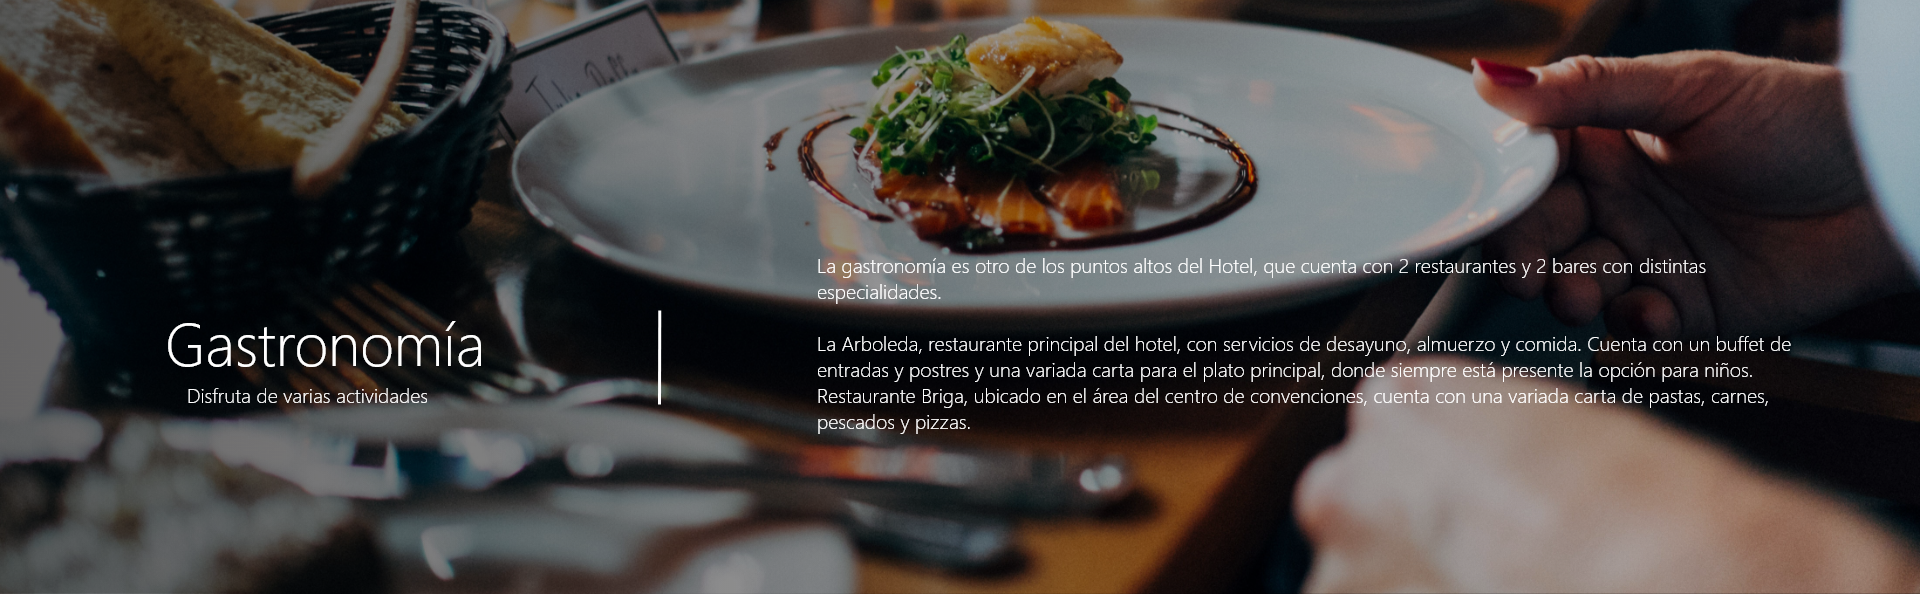 Gastronomía
Disfruta de varias actividades
La gastronomía es otro de los puntos altos del Hotel, que cuenta con 2 restaurantes y 2 bares con distintas
especialidades.
La Arboleda, restaurante principal del hotel, con servicios de desayuno, almuerzo y comida. Cuenta con un buffet de
entradas y postres y una variada carta para el plato principal, donde siempre está presente la opción para niños.
Restaurante Briga, ubicado en el área del centro de convenciones, cuenta con una variada carta de pastas, carnes,
pescados y pizzas.